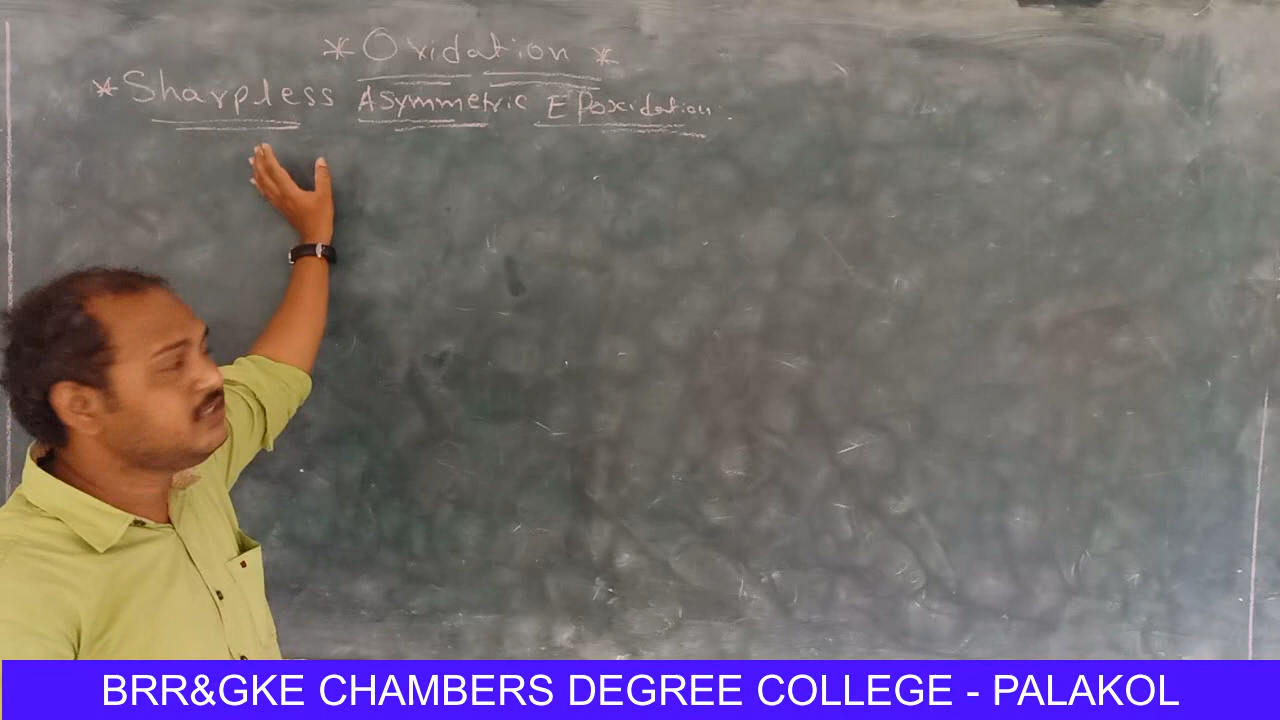 * Oxidation *
* Sharpless Asymmetric Epoxidation.
BRR&GKE CHAMBERS DEGREE COLLEGE - PALAKOL